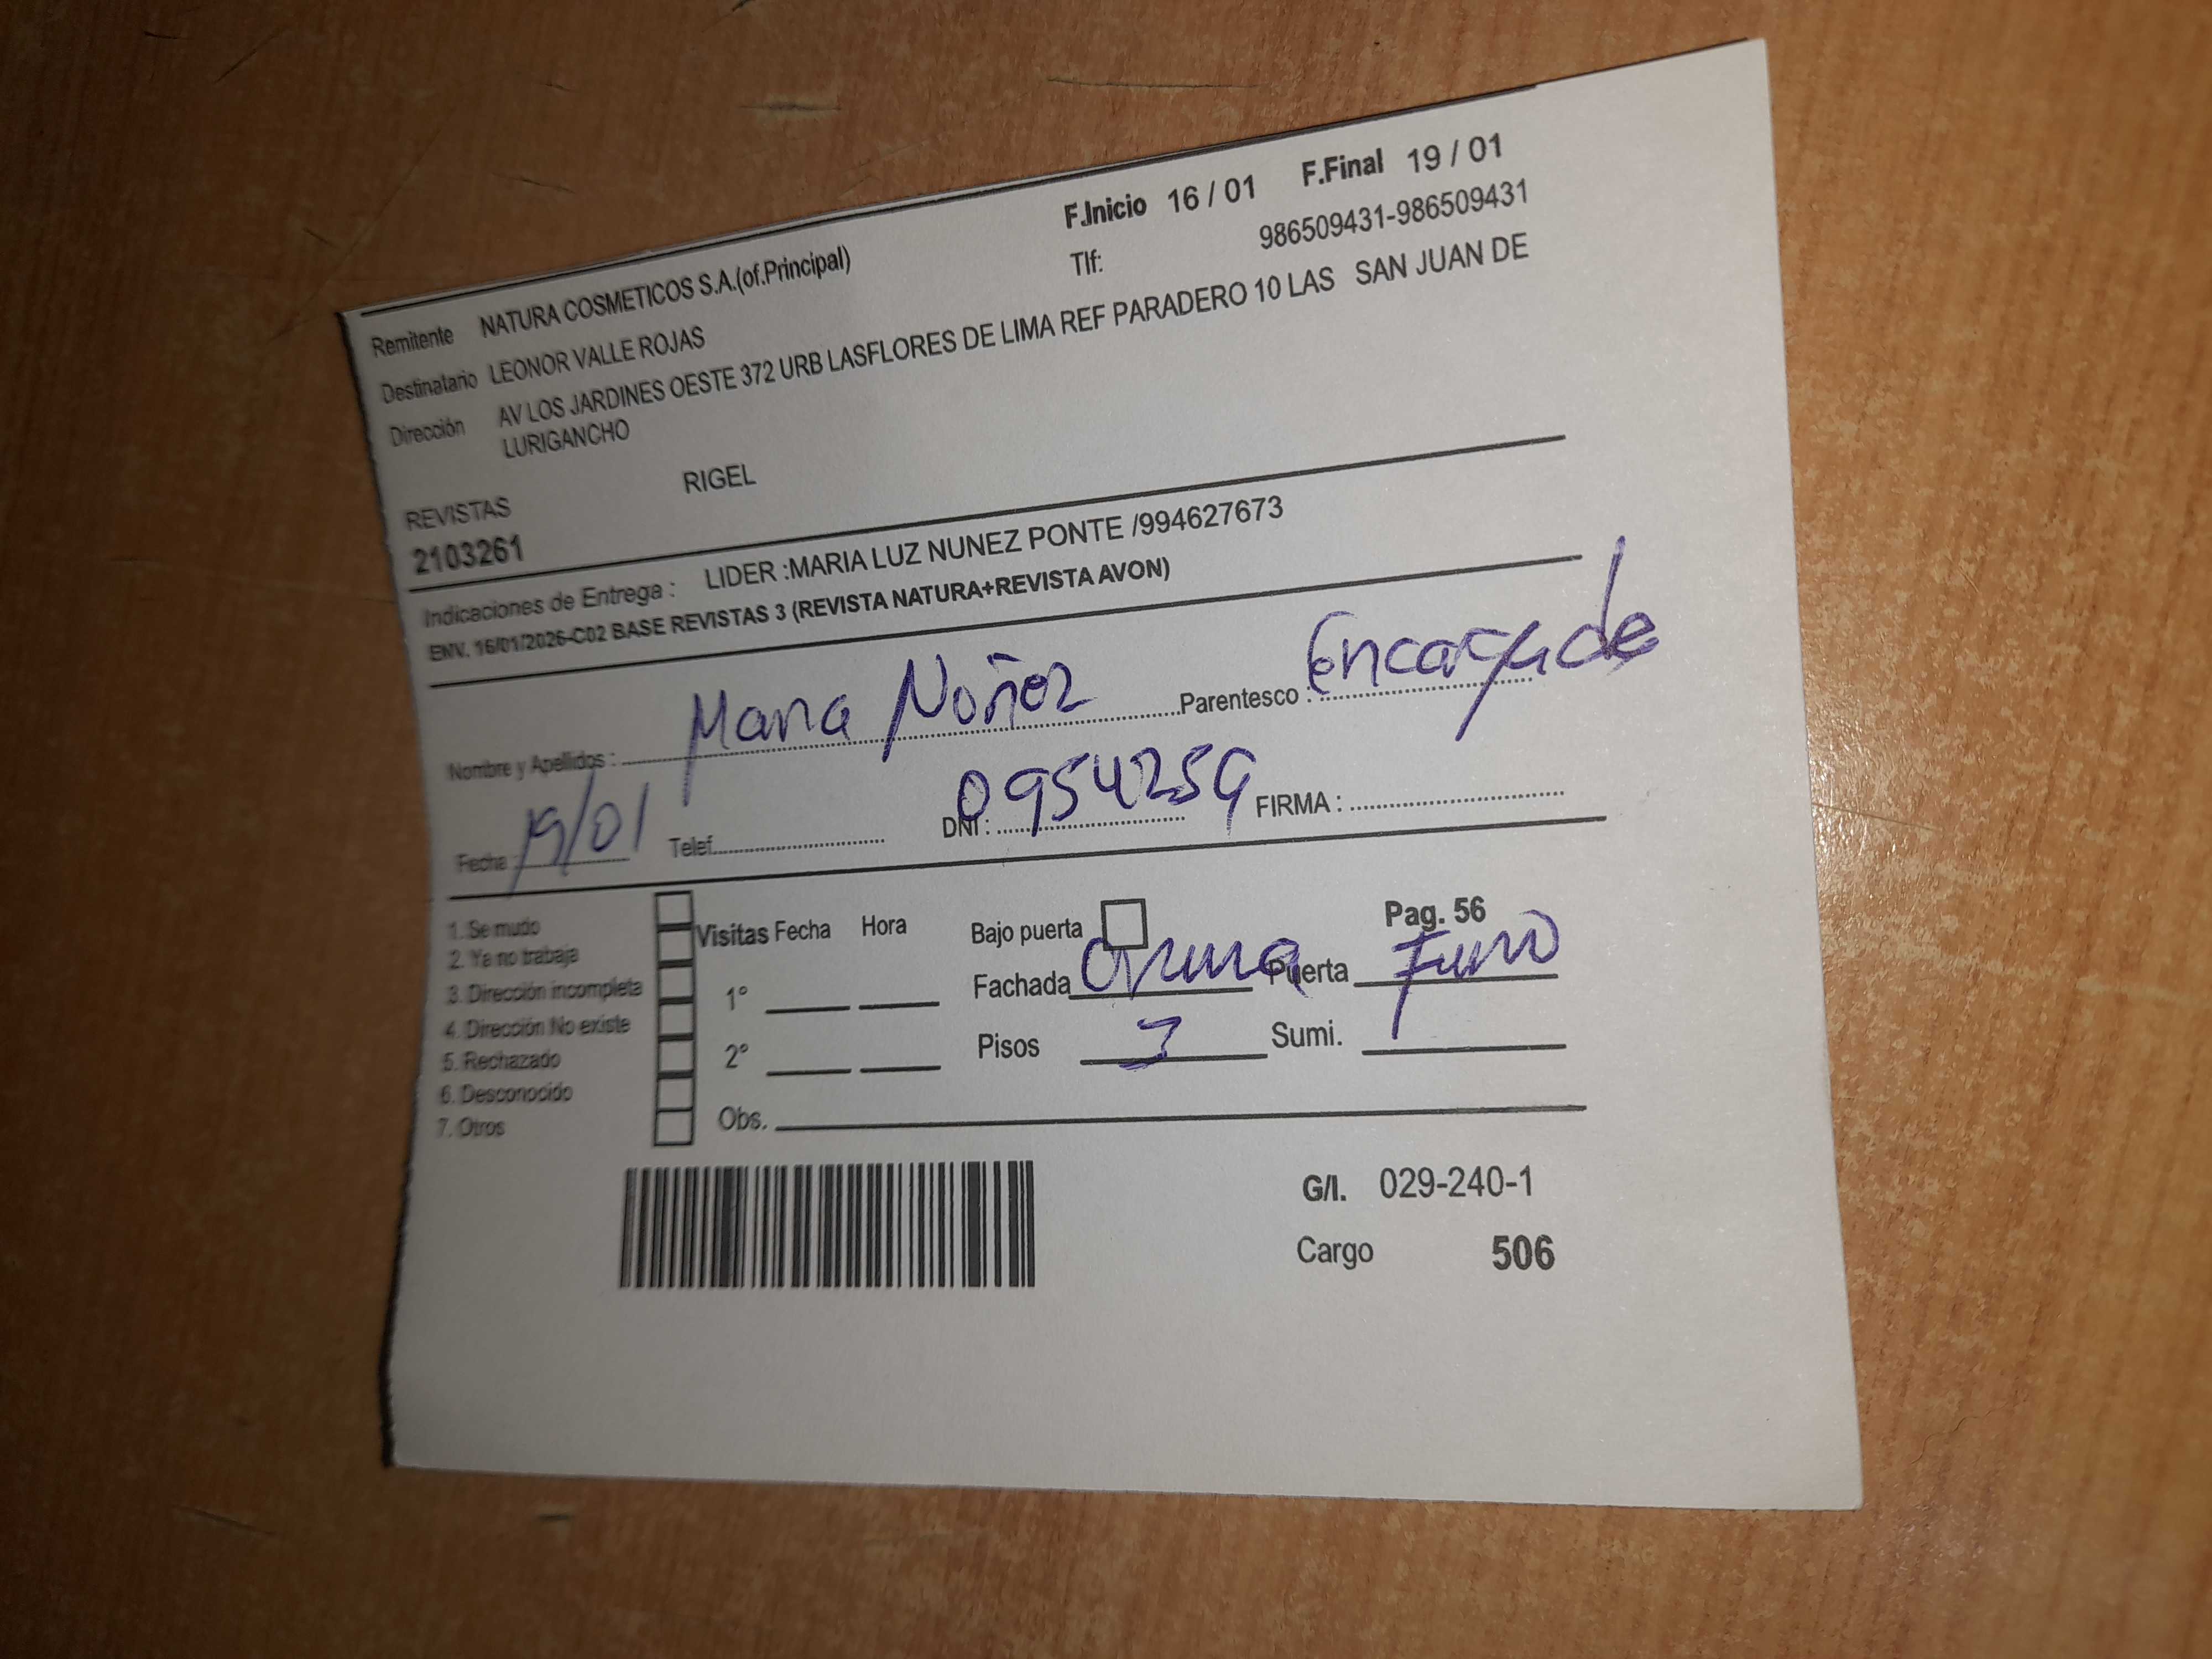 F.Inicio 16 / 01 F.Final 19 / 01
Remitente NATURA COSMETICOS S.A.(of.Principal) Tlf: 986509431-986509431
Destinatario LEONOR VALLE ROJAS
Dirección AV LOS JARDINES OESTE 372 URB LASFLORES DE LIMA REF PARADERO 10 LAS SAN JUAN DE
LURIGANCHO
REVISTAS RIGEL
2103261
Indicaciones de Entrega : LIDER :MARIA LUZ NUNEZ PONTE /994627673
ENV. 16/01/2026-C02 BASE REVISTAS 3 (REVISTA NATURA+REVISTA AVON)
Nombre y Apellidos : Maria Nuñez Parentesco :
Fecha : 19/01 Telef. DNI : 0954259 FIRMA :
1. Se mudo
2. Ya no trabaja
3. Dirección incompleta
4. Dirección No existe
5. Rechazado
6. Desconocido
7. Otros
Visitas Fecha Hora Bajo puerta Pag. 56
1° Fachada Puerta
2° Pisos 3 Sumi.
Obs.
G/I. 029-240-1
Cargo 506